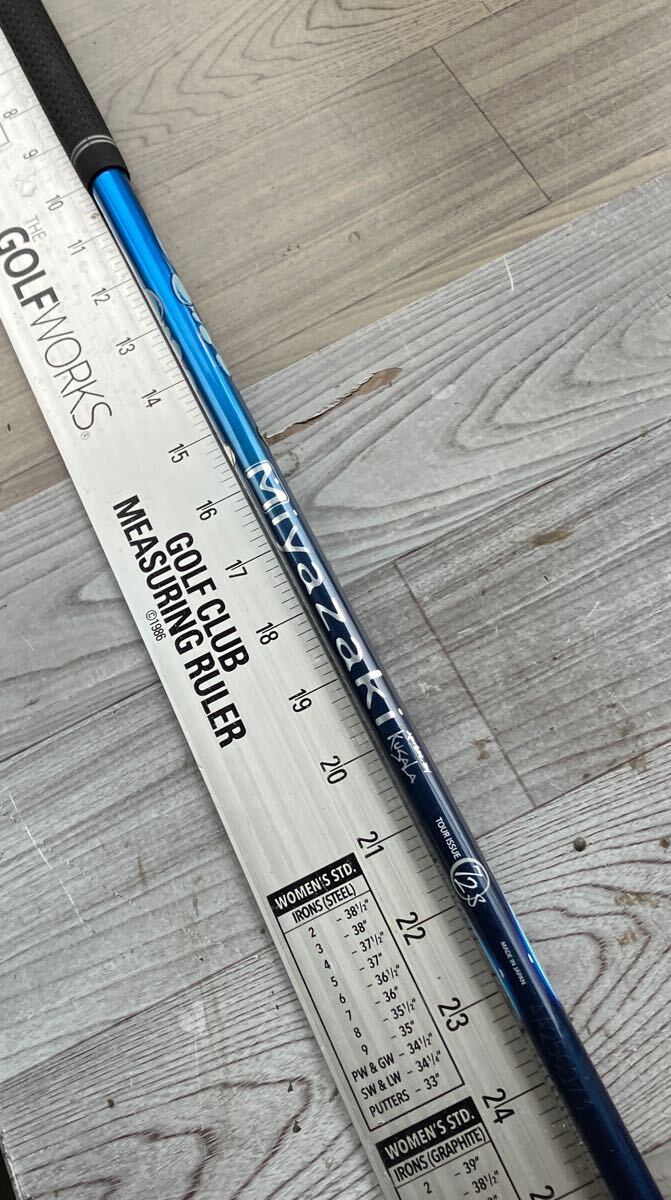 8
9
10
11
12
13
14
15
16
17
18
19
20
21
22
23
24
THE
GOLFWORKS®
GOLF CLUB
MEASURING RULER
©1986
Miyazaki
KUSALA
TOUR ISSUE
72s
MADE IN JAPAN
WOMEN'S STD.
IRONS (STEEL)
2 - 38½"
3 - 38"
4 - 37½"
5 - 37"
6 - 36½"
7 - 36"
8 - 35½"
9 - 35"
PW & GW - 34½"
SW & LW - 34¼"
PUTTERS - 33"
WOMEN'S STD.
IRONS (GRAPHITE)
2 - 39"
- 38½"